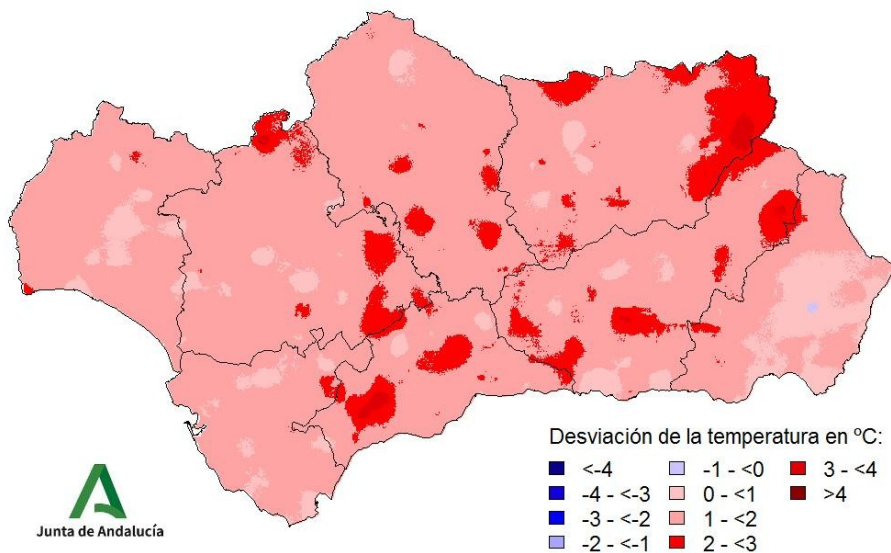 Desviación de la temperatura en ºC:
<-4
-4 - <-3
-3 - <-2
-2 - <-1
-1 - <0
0 - <1
1 - <2
2 - <3
3 - <4
>4
Junta de Andalucía